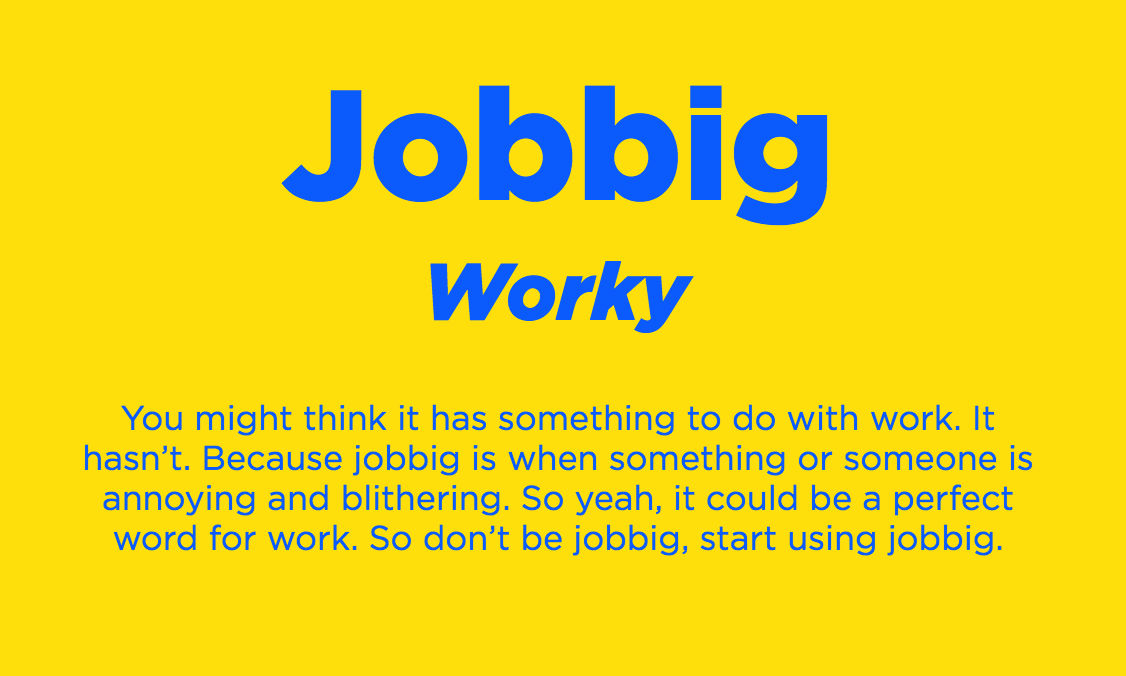 Jobbig
Worky
You might think it has something to do with work. It
hasn’t. Because jobbig is when something or someone is
annoying and blithering. So yeah, it could be a perfect
word for work. So don’t be jobbig, start using jobbig.